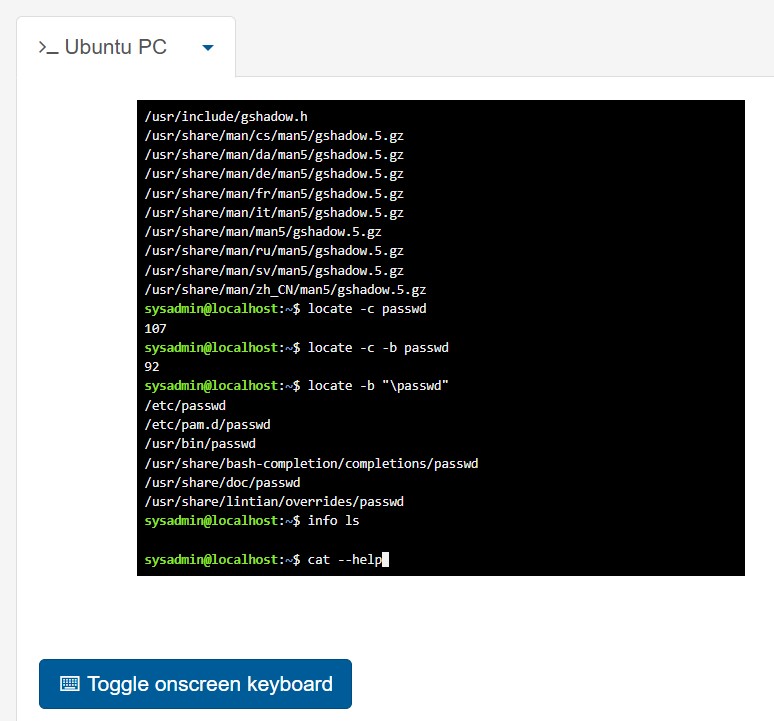 >_ Ubuntu PC
/usr/include/gshadow.h
/usr/share/man/cs/man5/gshadow.5.gz
/usr/share/man/da/man5/gshadow.5.gz
/usr/share/man/de/man5/gshadow.5.gz
/usr/share/man/fr/man5/gshadow.5.gz
/usr/share/man/it/man5/gshadow.5.gz
/usr/share/man/man5/gshadow.5.gz
/usr/share/man/ru/man5/gshadow.5.gz
/usr/share/man/sv/man5/gshadow.5.gz
/usr/share/man/zh_CN/man5/gshadow.5.gz
sysadmin@localhost:~$ locate -c passwd
107
sysadmin@localhost:~$ locate -c -b passwd
92
sysadmin@localhost:~$ locate -b "\passwd"
/etc/passwd
/etc/pam.d/passwd
/usr/bin/passwd
/usr/share/bash-completion/completions/passwd
/usr/share/doc/passwd
/usr/share/lintian/overrides/passwd
sysadmin@localhost:~$ info ls
sysadmin@localhost:~$ cat --help
Toggle onscreen keyboard